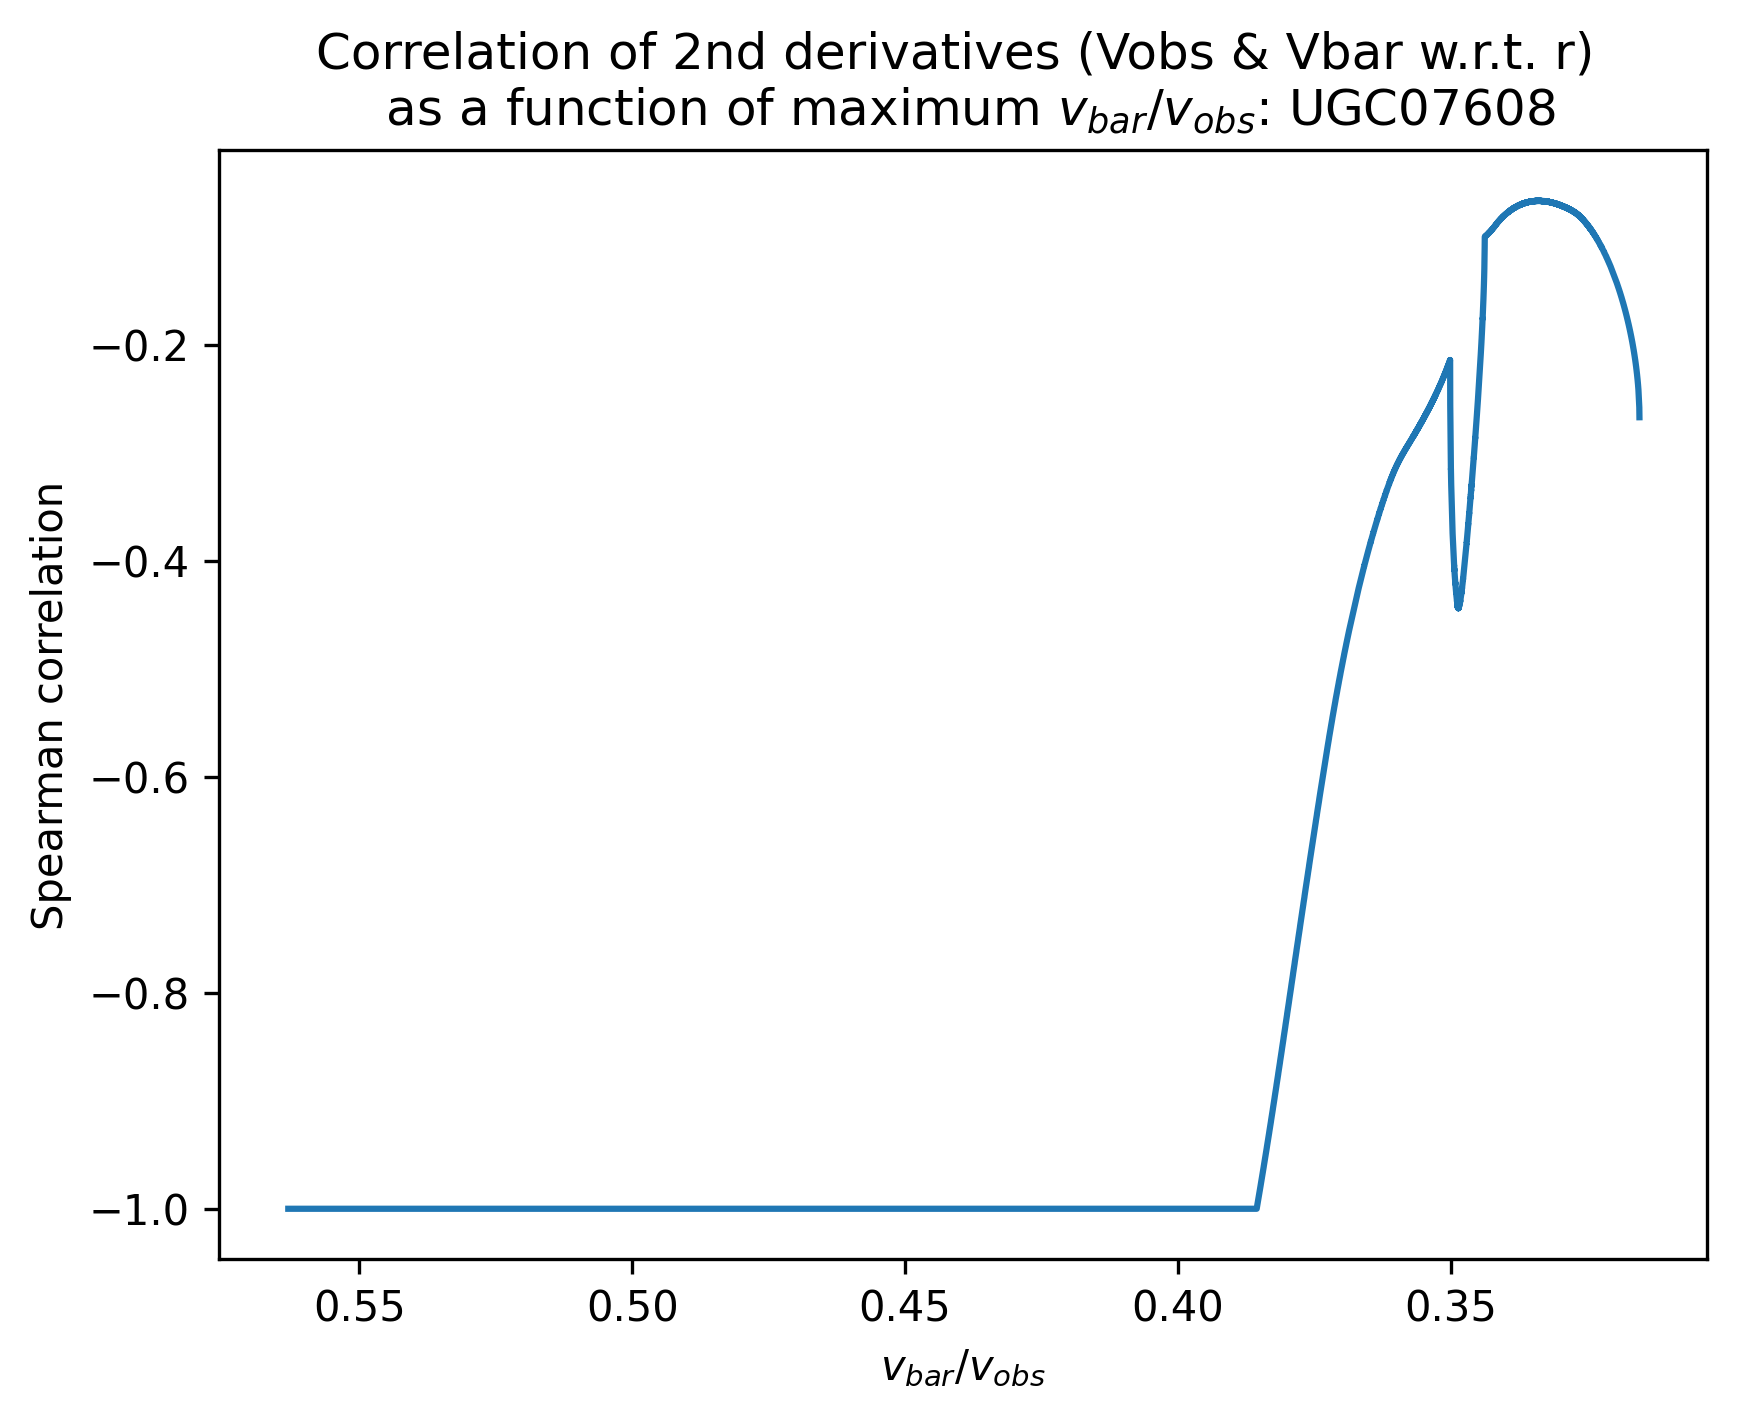 Correlation of 2nd derivatives (Vobs & Vbar w.r.t. r)
as a function of maximum v_bar/v_obs: UGC07608
Spearman correlation
−0.2
−0.4
−0.6
−0.8
−1.0
0.55
0.50
0.45
0.40
0.35
v_bar/v_obs